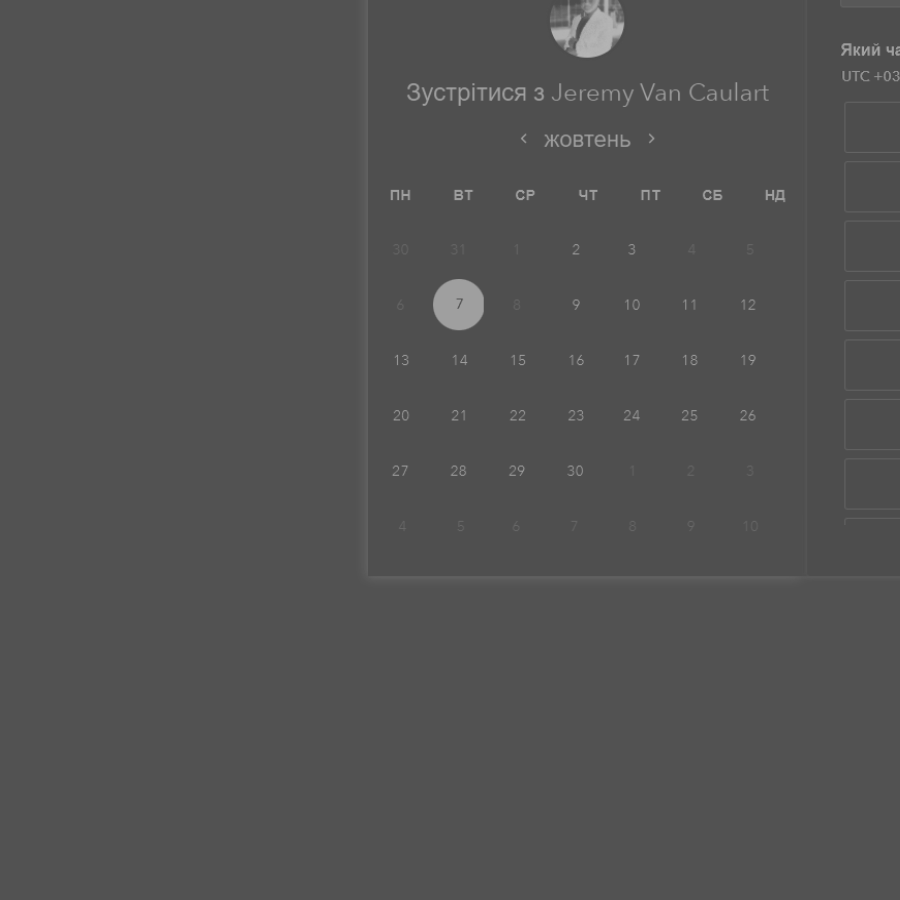 Зустрітися з Jeremy Van Caulart
жовтень
ПН ВТ СР ЧТ ПТ СБ НД
30 31 1 2 3 4 5
6 7 8 9 10 11 12
13 14 15 16 17 18 19
20 21 22 23 24 25 26
27 28 29 30 1 2 3
4 5 6 7 8 9 10
Який ча
UTC +03